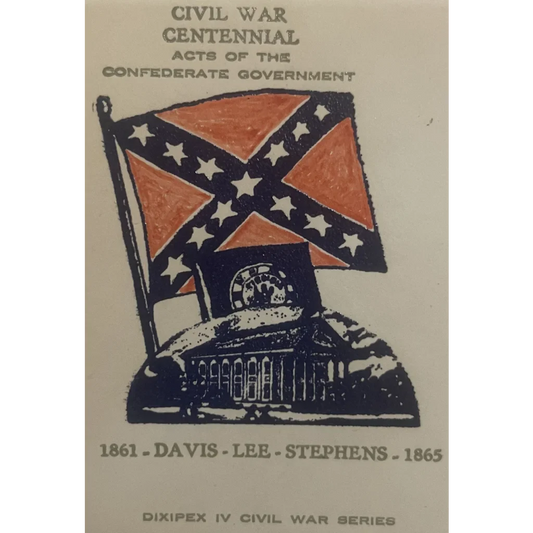 CIVIL WAR
CENTENNIAL
ACTS OF THE
CONFEDERATE GOVERNMENT
1861 - DAVIS - LEE - STEPHENS - 1865
DIXIPEX IV CIVIL WAR SERIES